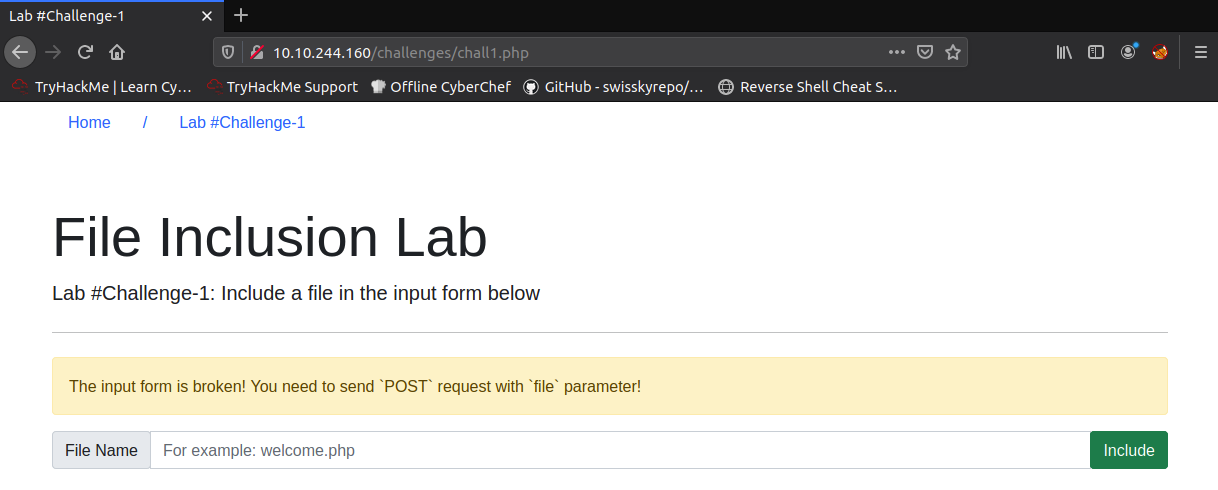 Lab #Challenge-1
10.10.244.160/challenges/chall1.php
TryHackMe | Learn Cy… TryHackMe Support Offline CyberChef GitHub - swisskyrepo/… Reverse Shell Cheat S…
Home / Lab #Challenge-1
File Inclusion Lab
Lab #Challenge-1: Include a file in the input form below
The input form is broken! You need to send `POST` request with `file` parameter!
File Name For example: welcome.php Include